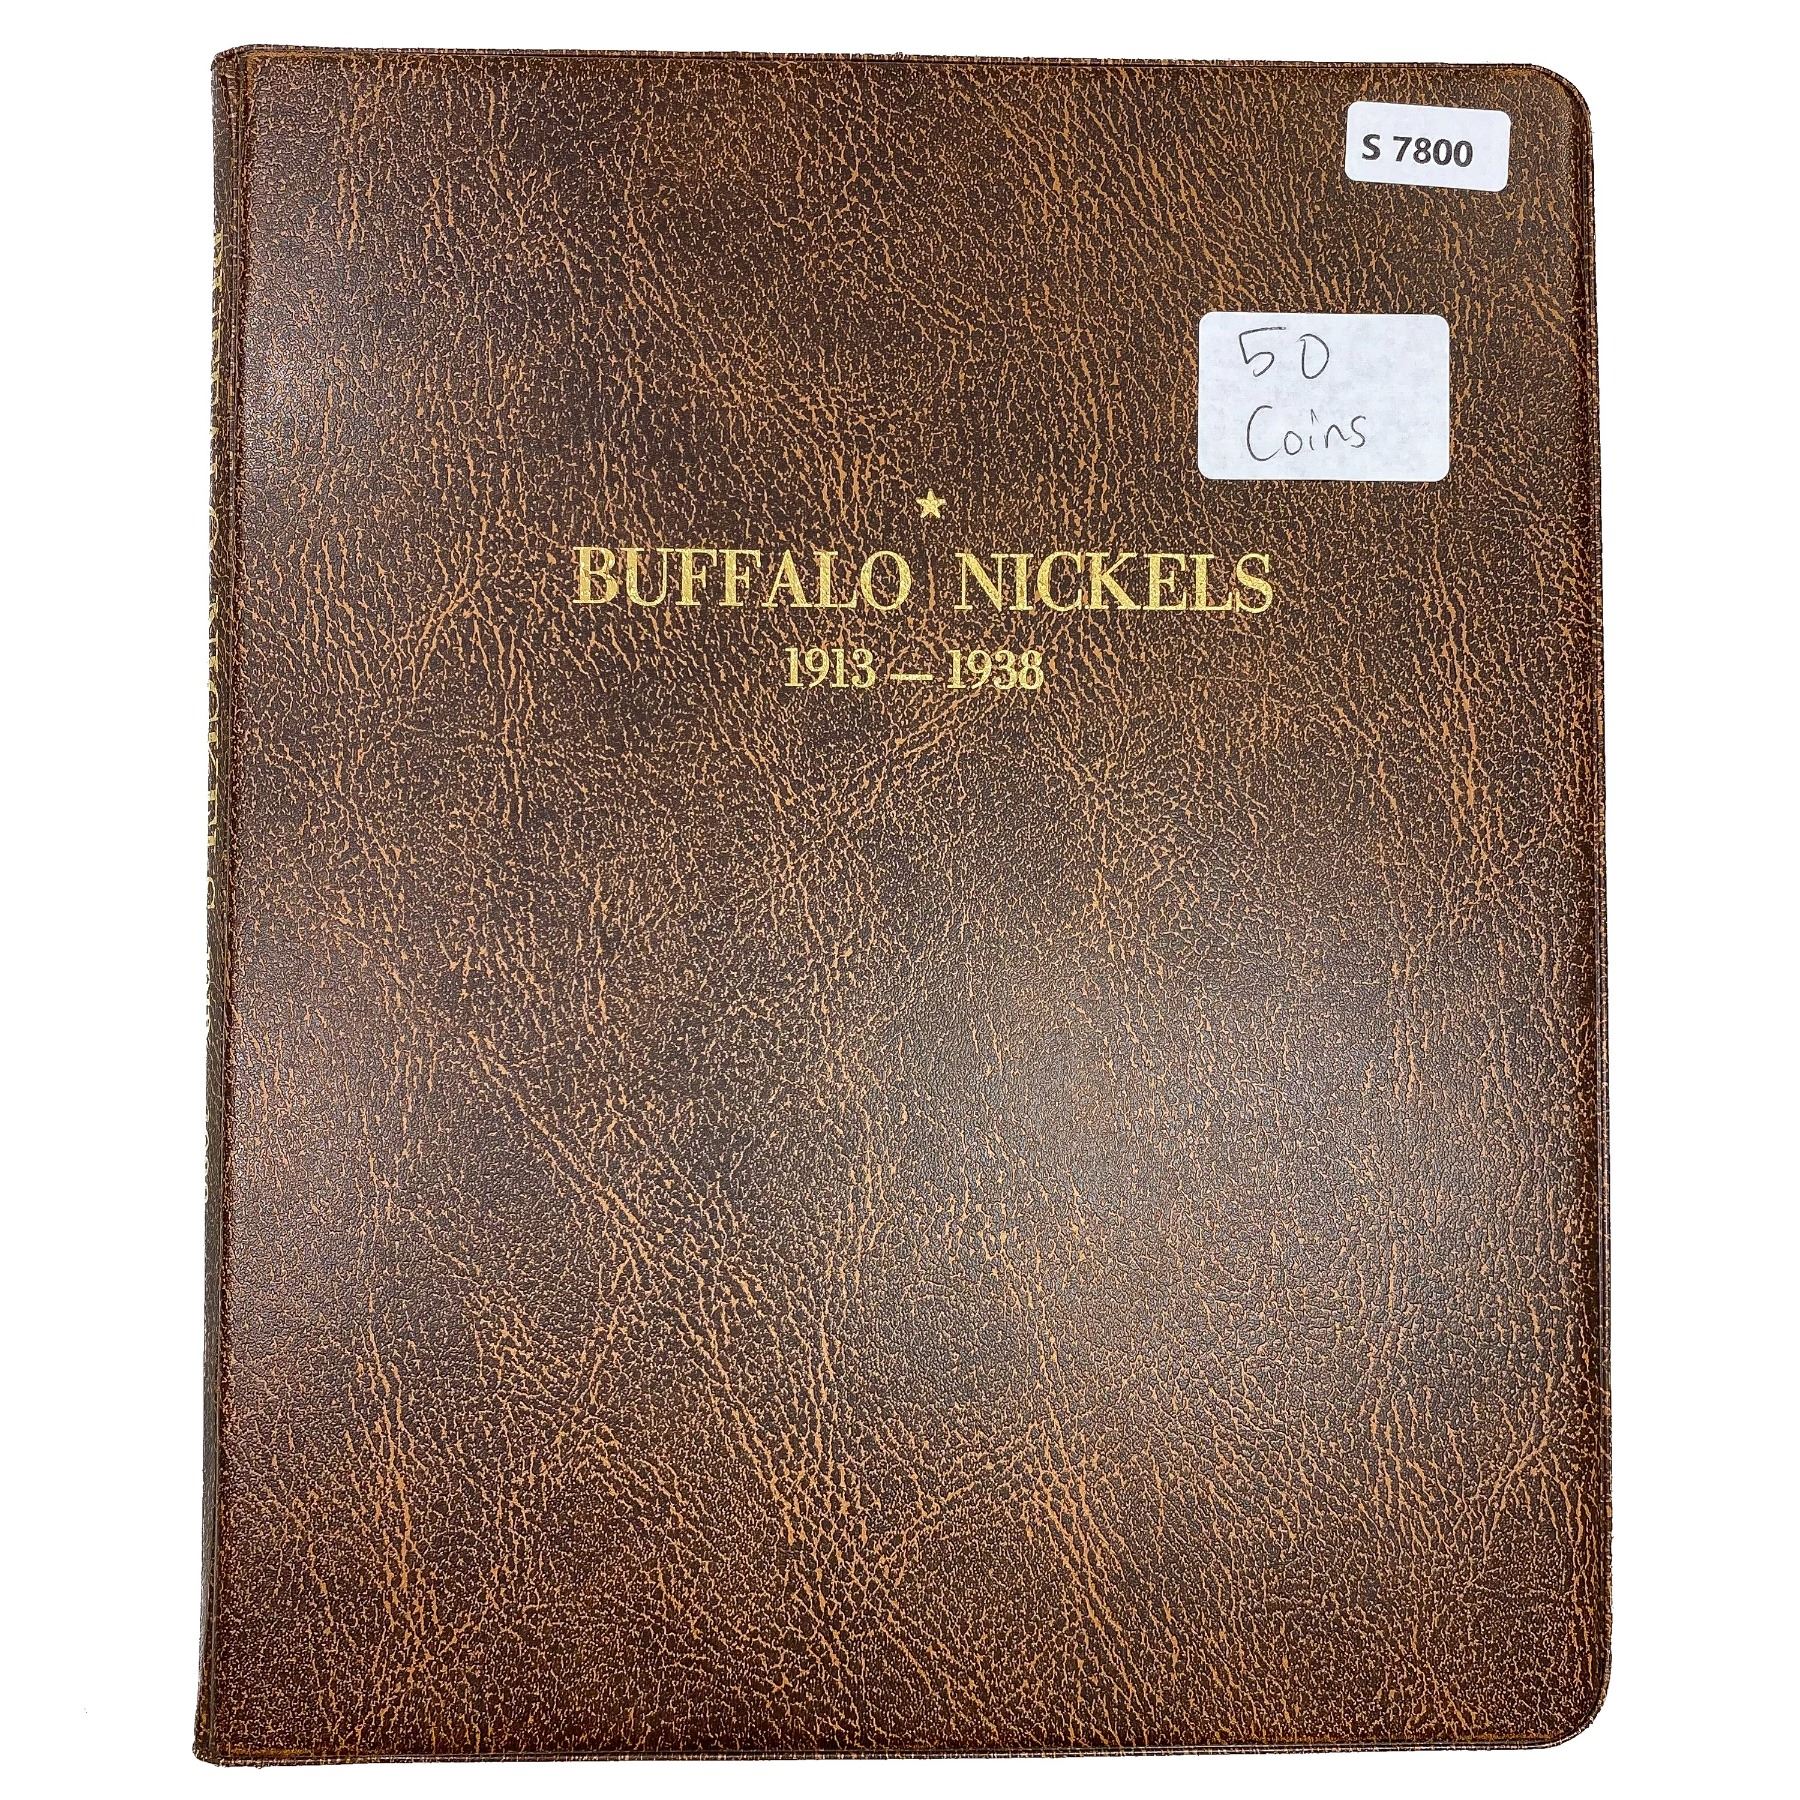 S 7800
50
Coins
BUFFALO NICKELS
1913 — 1938